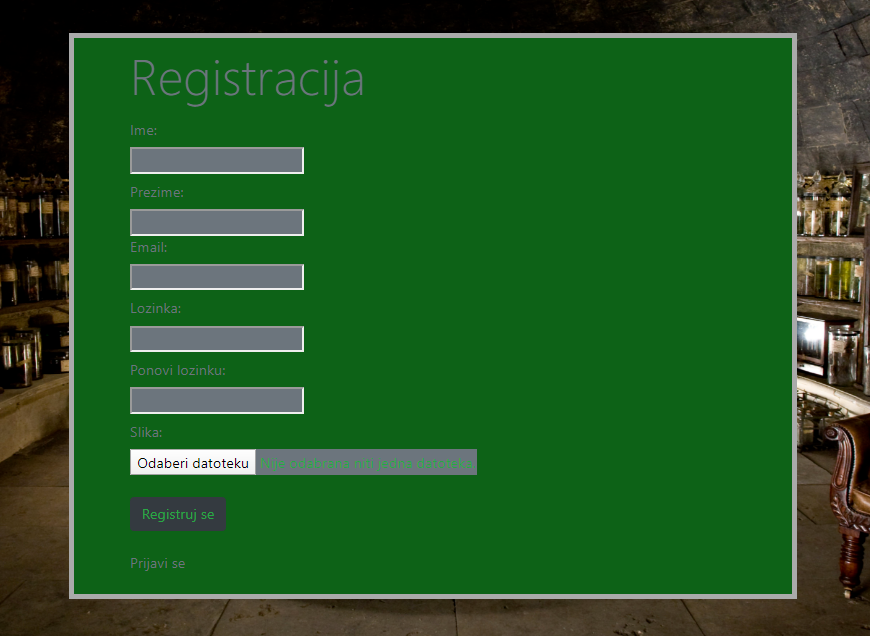 Registracija
Ime:
Prezime:
Email:
Lozinka:
Ponovi lozinku:
Slika:
Odaberi datoteku Nije odabrana niti jedna datoteka.
Registruj se
Prijavi se